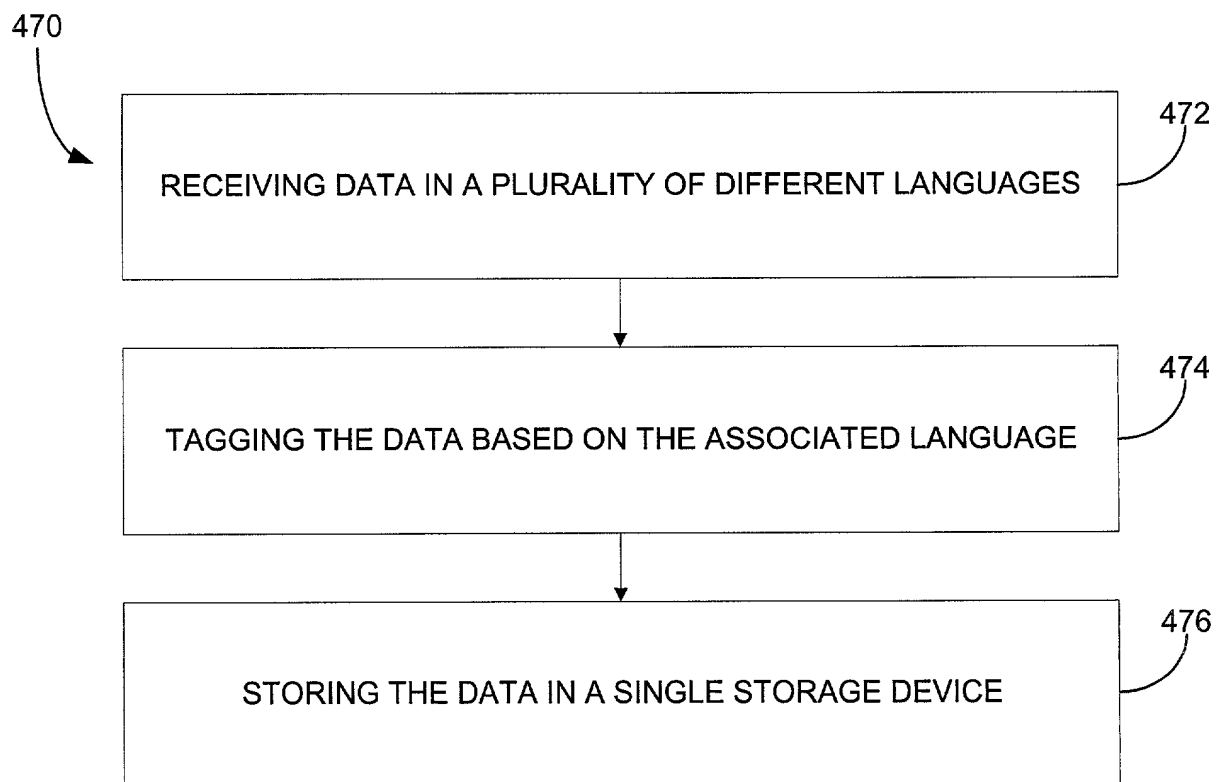 470
472
RECEIVING DATA IN A PLURALITY OF DIFFERENT LANGUAGES
474
TAGGING THE DATA BASED ON THE ASSOCIATED LANGUAGE
476
STORING THE DATA IN A SINGLE STORAGE DEVICE